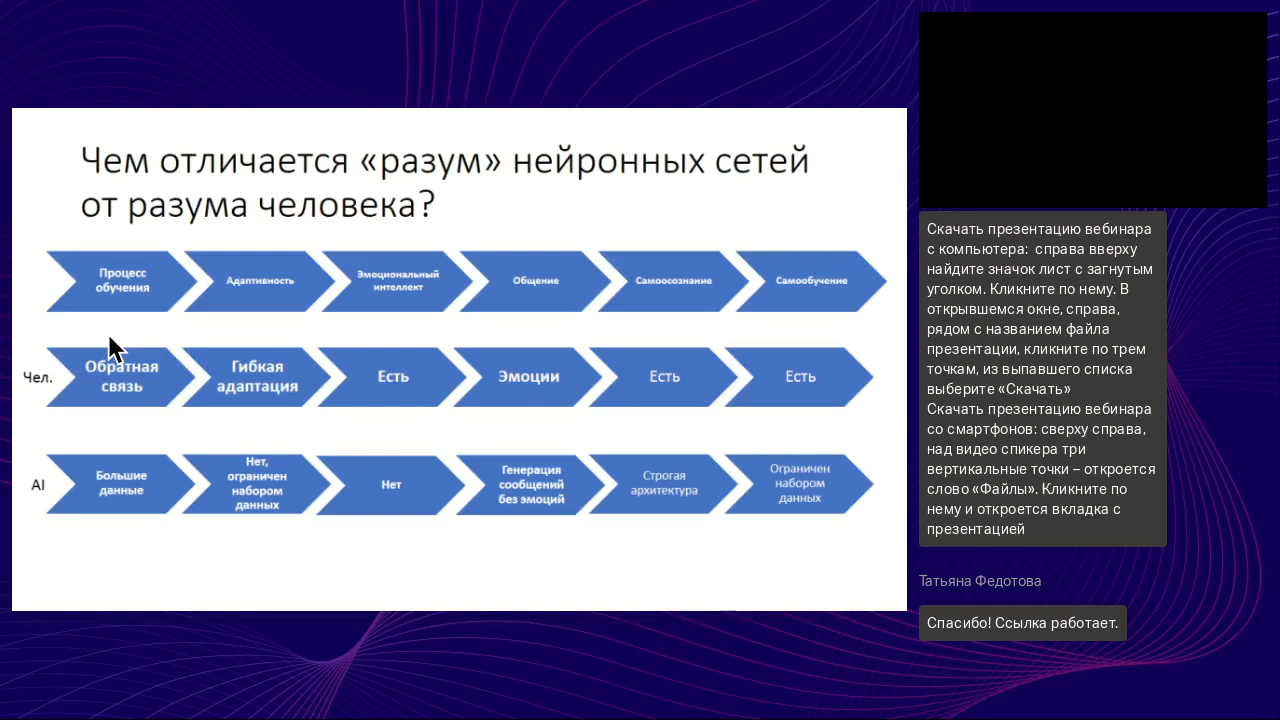 Чем отличается «разум» нейронных сетей
от разума человека?
Процесс
обучения
Адаптивность
Эмоциональный
интеллект
Общение
Самоосознание
Самообучение
Чел.
Обратная
связь
Гибкая
адаптация
Есть
Эмоции
Есть
Есть
AI
Большие
данные
Нет,
ограничен
набором
данных
Нет
Генерация
сообщений
без эмоций
Строгая
архитектура
Ограничен
набором
данных
Скачать презентацию вебинара
с компьютера: справа вверху
найдите значок лист с загнутым
уголком. Кликните по нему. В
открывшемся окне, справа,
рядом с названием файла
презентации, кликните по трем
точкам, из выпавшего списка
выберите «Скачать»
Скачать презентацию вебинара
со смартфонов: сверху справа,
над видео спикера три
вертикальные точки – откроется
слово «Файлы». Кликните по
нему и откроется вкладка с
презентацией
Татьяна Федотова
Спасибо! Ссылка работает.